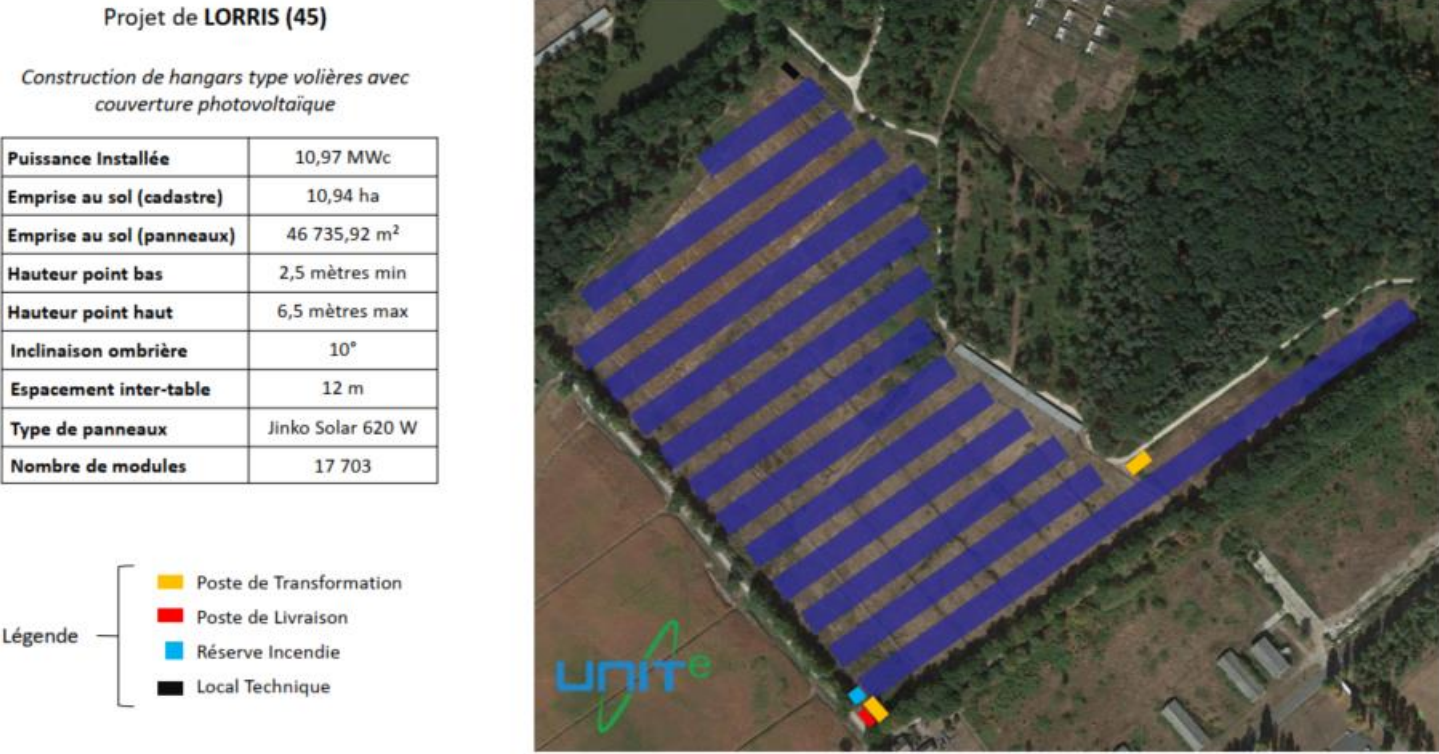 Projet de LORRIS (45)
Construction de hangars type volières avec
couverture photovoltaïque
Puissance Installée 10,97 MWc
Emprise au sol (cadastre) 10,94 ha
Emprise au sol (panneaux) 46 735,92 m²
Hauteur point bas 2,5 mètres min
Hauteur point haut 6,5 mètres max
Inclinaison ombrière 10°
Espacement inter-table 12 m
Type de panneaux Jinko Solar 620 W
Nombre de modules 17 703
Légende
Poste de Transformation
Poste de Livraison
Réserve Incendie
Local Technique
UNITe